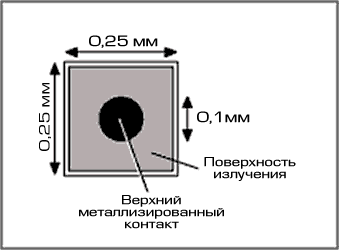 0,25 мм
0,25 мм
0,1мм
Поверхность
излучения
Верхний
металлизированный
контакт